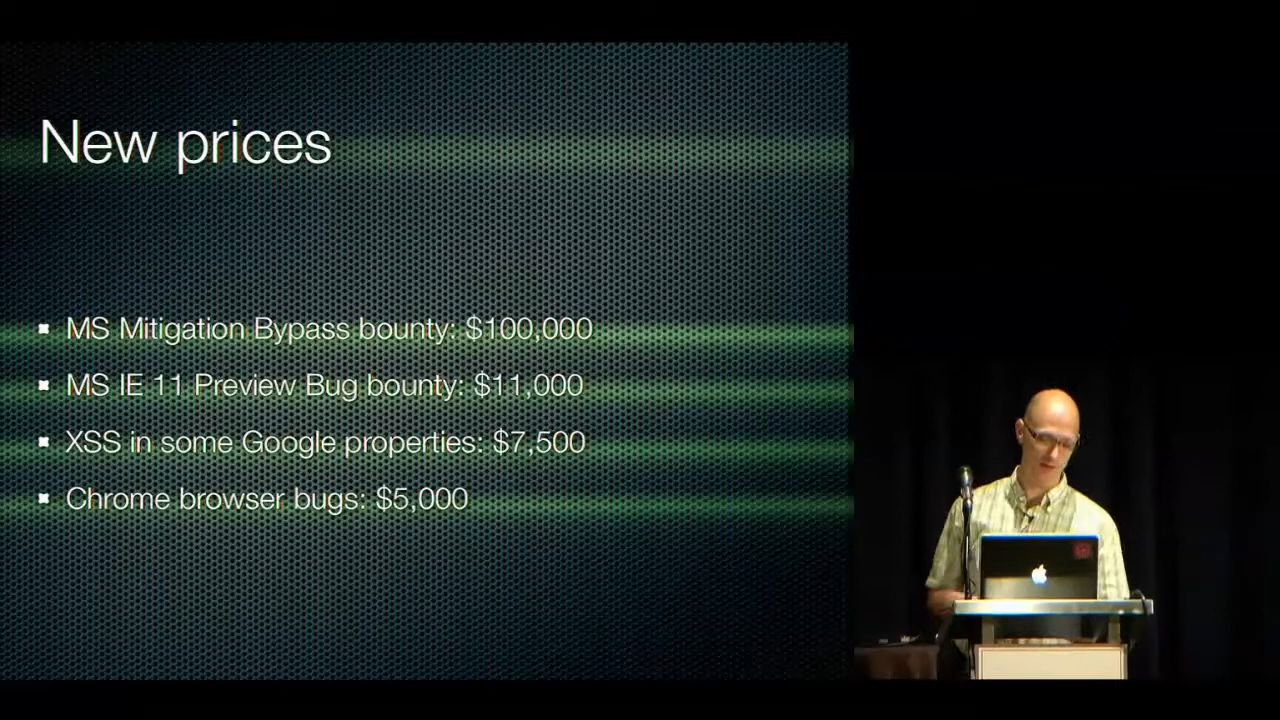 New prices
MS Mitigation Bypass bounty: $100,000
MS IE 11 Preview Bug bounty: $11,000
XSS in some Google properties: $7,500
Chrome browser bugs: $5,000